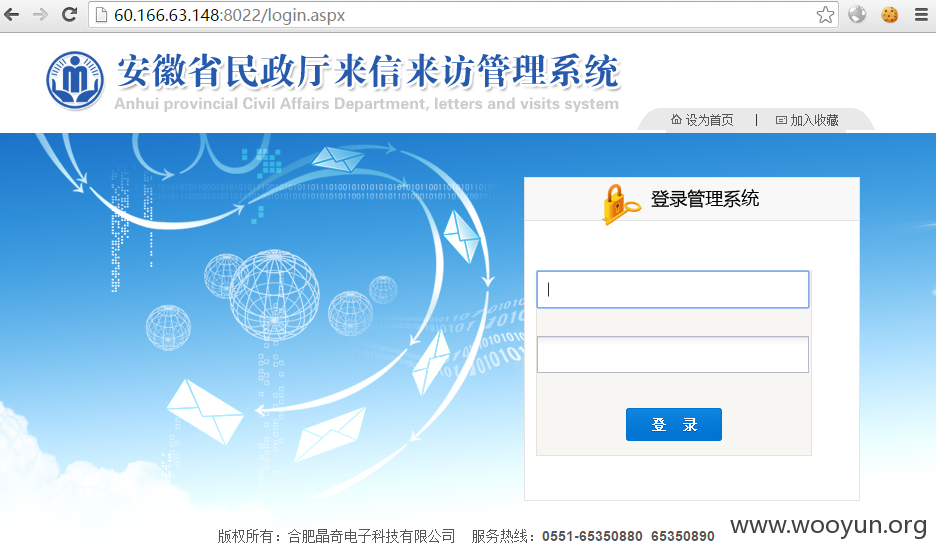 60.166.63.148:8022/login.aspx
安徽省民政厅来信来访管理系统
Anhui provincial Civil Affairs Department, letters and visits system
设为首页 | 加入收藏
登录管理系统
登 录
版权所有：合肥晶奇电子科技有限公司 服务热线：0551-65350880 65350890
www.wooyun.org